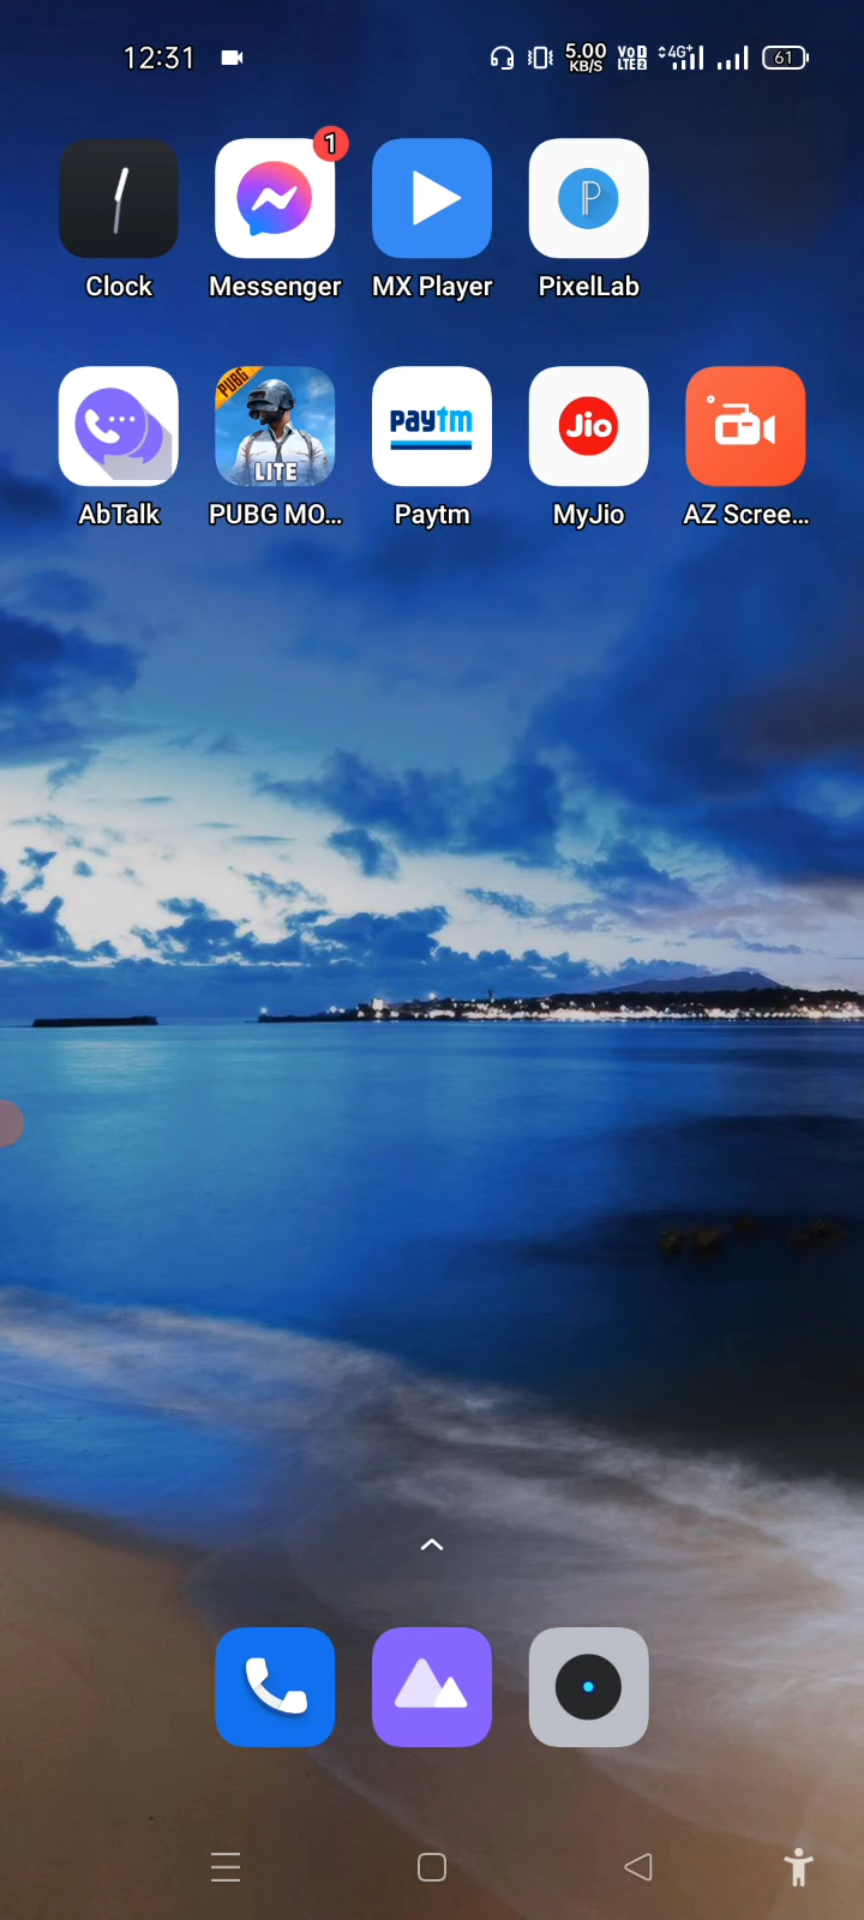 12:31
5.00
KB/S
VoD
LTE2
4G+
61
1
Clock
Messenger
MX Player
PixelLab
PUBG
LITE
paytm
Jio
AbTalk
PUBG MO...
Paytm
MyJio
AZ Scree...